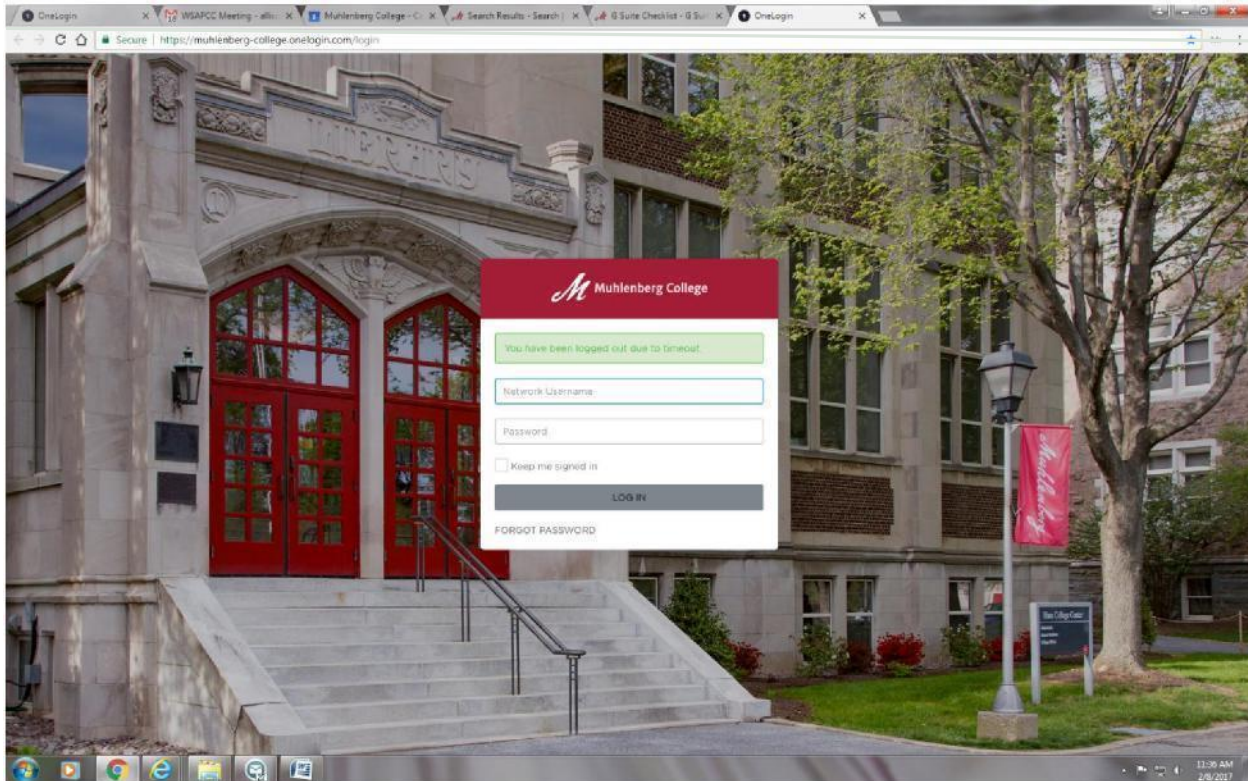 OneLogin
WSAPCC Meeting - allis
Muhlenberg College - C
Search Results - Search |
G Suite Checklist - G Sui
OneLogin
Secure | https://muhlenberg-college.onelogin.com/login
M Muhlenberg College
You have been logged out due to timeout.
Network Username
Password
Keep me signed in
LOG IN
FORGOT PASSWORD
Muhlenberg
11:36 AM
2/8/2017